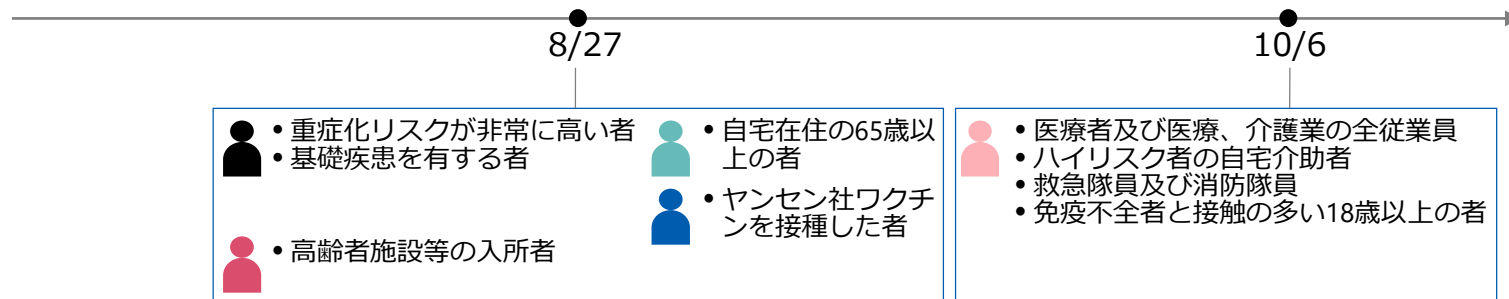 8/27
10/6
• 重症化リスクが非常に高い者
• 基礎疾患を有する者
• 高齢者施設等の入所者
• 自宅在住の65歳以
上の者
• ヤンセン社ワクチ
ンを接種した者
• 医療者及び医療、介護業の全従業員
• ハイリスク者の自宅介助者
• 救急隊員及び消防隊員
• 免疫不全者と接触の多い18歳以上の者